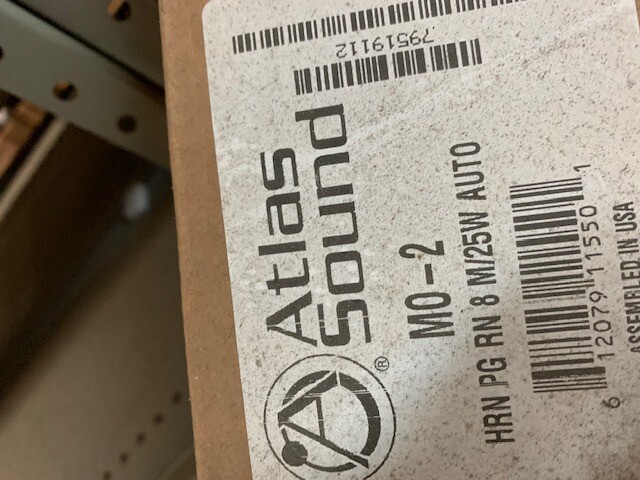 79519112
Atlas
Sound
®
MO-2
HRN PG RN 8 M/25W AUTO
6 12079 11550 1
ASSEMBLED IN USA